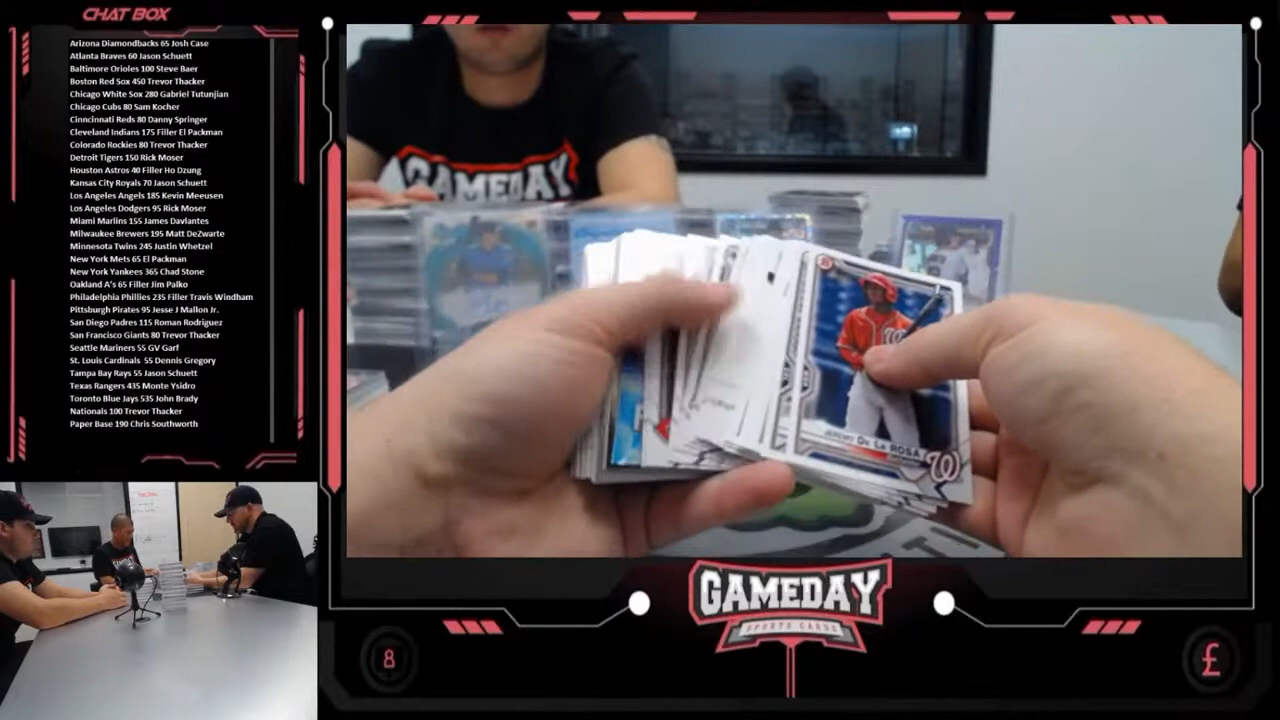 CHAT BOX
Arizona Diamondbacks 65 Josh Case
Atlanta Braves 60 Jason Schuett
Baltimore Orioles 100 Steve Baer
Boston Red Sox 450 Trevor Thacker
Chicago White Sox 280 Gabriel Tutunjian
Chicago Cubs 80 Sam Kocher
Cinncinnati Reds 80 Danny Springer
Cleveland Indians 175 Filler El Packman
Colorado Rockies 80 Trevor Thacker
Detroit Tigers 150 Rick Moser
Houston Astros 40 Filler Ho Dzung
Kansas City Royals 70 Jason Schuett
Los Angeles Angels 185 Kevin Meeusen
Los Angeles Dodgers 95 Rick Moser
Miami Marlins 155 James Davlantes
Milwaukee Brewers 195 Matt DeZwarte
Minnesota Twins 245 Justin Whetzel
New York Mets 65 El Packman
New York Yankees 365 Chad Stone
Oakland A's 65 Filler Jim Palko
Philadelphia Phillies 235 Filler Travis Windham
Pittsburgh Pirates 95 Jesse J Mallon Jr.
San Diego Padres 115 Roman Rodriguez
San Francisco Giants 80 Trevor Thacker
Seattle Mariners 55 GV Garf
St. Louis Cardinals 55 Dennis Gregory
Tampa Bay Rays 55 Jason Schuett
Texas Rangers 435 Monte Ysidro
Toronto Blue Jays 535 John Brady
Nationals 100 Trevor Thacker
Paper Base 190 Chris Southworth
GAMEDAY
JEREMY DE LA ROSA
W
GAMEDAY
SPORTS CARDS
8
£